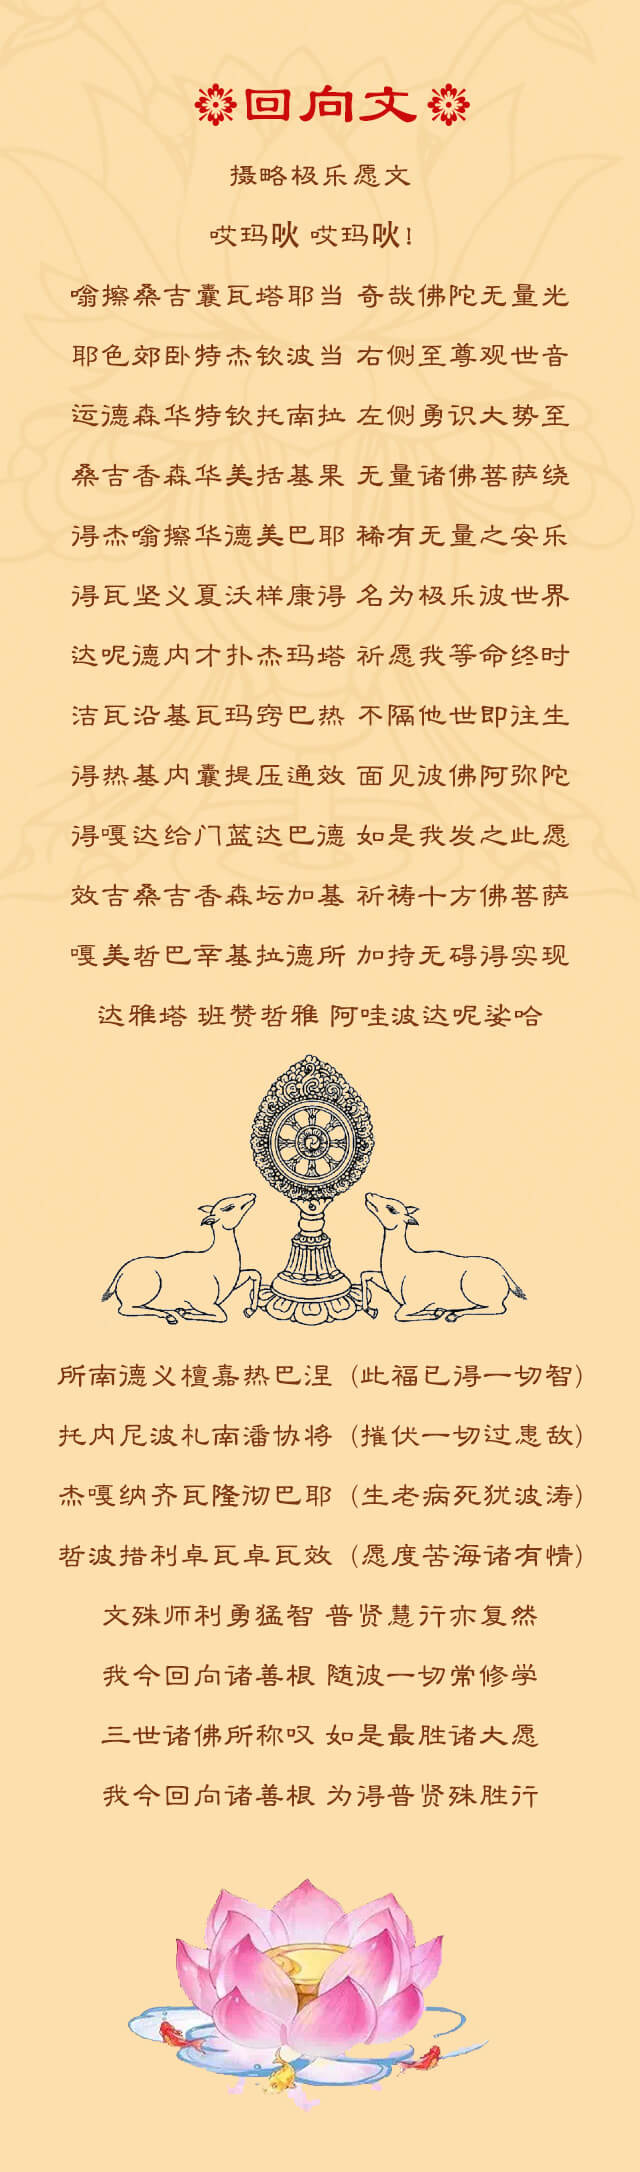 回向文
摄略极乐愿文
哎玛吙 哎玛吙!
嗡擦桑吉囊瓦塔耶当 奇哉佛陀无量光
耶色郊卧特杰钦波当 右侧至尊观世音
运德森华特钦托南拉 左侧勇识大势至
桑吉香森华美括基果 无量诸佛菩萨绕
得杰嗡擦华德美巴耶 稀有无量之安乐
得瓦坚义夏沃样康得 名为极乐波世界
达呢德内才扑杰玛塔 祈愿我等命终时
洁瓦沿基瓦玛窍巴热 不隔他世即往生
得热基内囊提压通效 面见波佛阿弥陀
得嘎达给门蓝达巴德 如是我发之此愿
效吉桑吉香森坛加基 祈祷十方佛菩萨
嘎美哲巴辛基拉德所 加持无碍得实现
达雅塔 班赞哲雅 阿哇波达呢娑哈
所南德义檀嘉热巴涅 (此福已得一切智)
托内尼波札南潘协将 (摧伏一切过患敌)
杰嘎纳齐瓦隆彻巴耶 (生老病死犹波涛)
哲波措利卓瓦卓瓦效 (愿度苦海诸有情)
文殊师利勇猛智 普贤慧行亦复然
我今回向诸善根 随波一切常修学
三世诸佛所称叹 如是最胜诸大愿
我今回向诸善根 为得普贤殊胜行